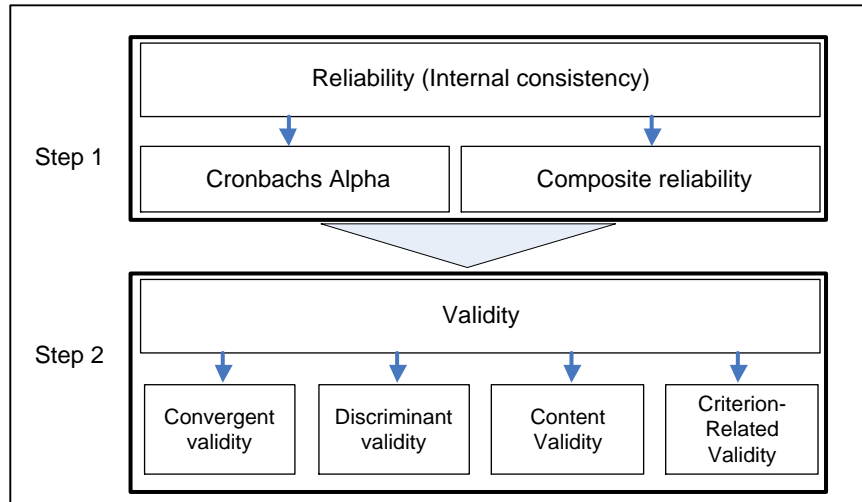 Reliability (Internal consistency)
Step 1
Cronbachs Alpha
Composite reliability
Validity
Step 2
Convergent
validity
Discriminant
validity
Content
Validity
Criterion-
Related
Validity